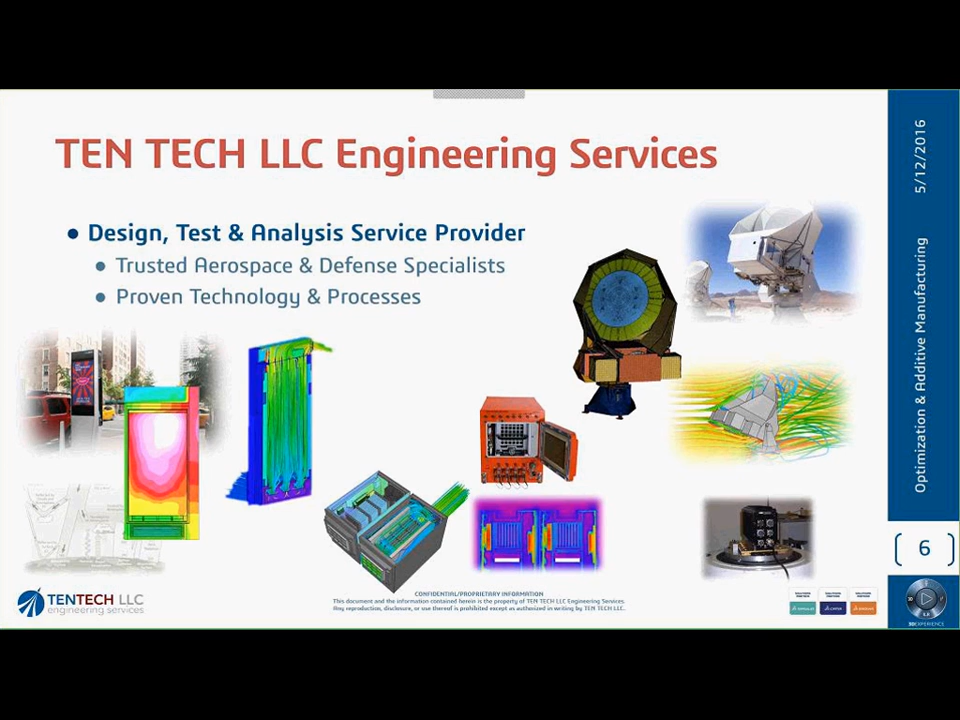 TEN TECH LLC Engineering Services
● Design, Test & Analysis Service Provider
● Trusted Aerospace & Defense Specialists
● Proven Technology & Processes
5/12/2016
Optimization & Additive Manufacturing
6
TENTECH LLC
engineering services
CONFIDENTIAL/PROPRIETARY INFORMATION
This document and the information contained herein is the property of TEN TECH LLC Engineering Services.
Any reproduction, disclosure, or use thereof is prohibited except as authorized in writing by TEN TECH LLC.
3DEXPERIENCE